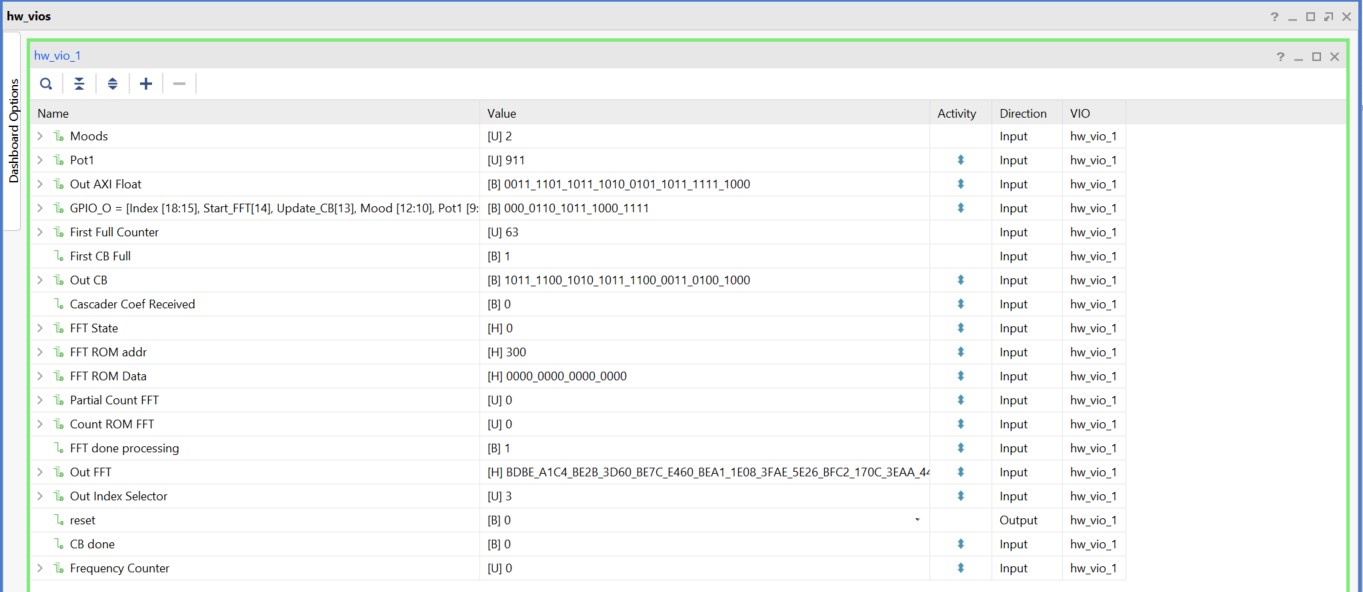 hw_vios
Dashboard Options
hw_vio_1
Name Value Activity Direction VIO
Moods [U] 2 Input hw_vio_1
Pot1 [U] 911 Input hw_vio_1
Out AXI Float [B] 0011_1101_1011_1010_0101_1011_1111_1000 Input hw_vio_1
GPIO_O = [Index [18:15], Start_FFT[14], Update_CB[13], Mood [12:10], Pot1 [9: [B] 000_0110_1011_1000_1111 Input hw_vio_1
First Full Counter [U] 63 Input hw_vio_1
First CB Full [B] 1 Input hw_vio_1
Out CB [B] 1011_1100_1010_1011_1100_0011_0100_1000 Input hw_vio_1
Cascader Coef Received [B] 0 Input hw_vio_1
FFT State [H] 0 Input hw_vio_1
FFT ROM addr [H] 300 Input hw_vio_1
FFT ROM Data [H] 0000_0000_0000_0000 Input hw_vio_1
Partial Count FFT [U] 0 Input hw_vio_1
Count ROM FFT [U] 0 Input hw_vio_1
FFT done processing [B] 1 Input hw_vio_1
Out FFT [H] BDBE_A1C4_BE2B_3D60_BE7C_E460_BEA1_1E08_3FAE_5E26_BFC2_170C_3EAA_44 Input hw_vio_1
Out Index Selector [U] 3 Input hw_vio_1
reset [B] 0 Output hw_vio_1
CB done [B] 0 Input hw_vio_1
Frequency Counter [U] 0 Input hw_vio_1